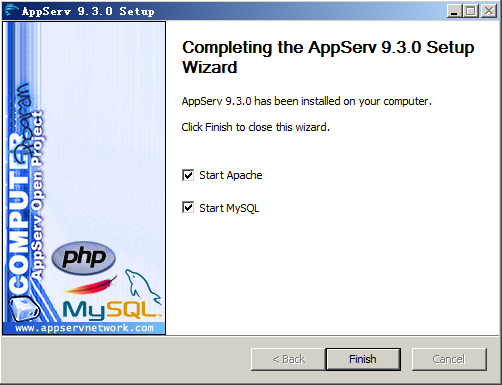 AppServ 9.3.0 Setup
Completing the AppServ 9.3.0 Setup
Wizard
AppServ 9.3.0 has been installed on your computer.
Click Finish to close this wizard.
Start Apache
Start MySQL
COMPUTER
program
AppServ Open Project
php
MySQL
TM
www.appservnetwork.com
< Back
Finish
Cancel